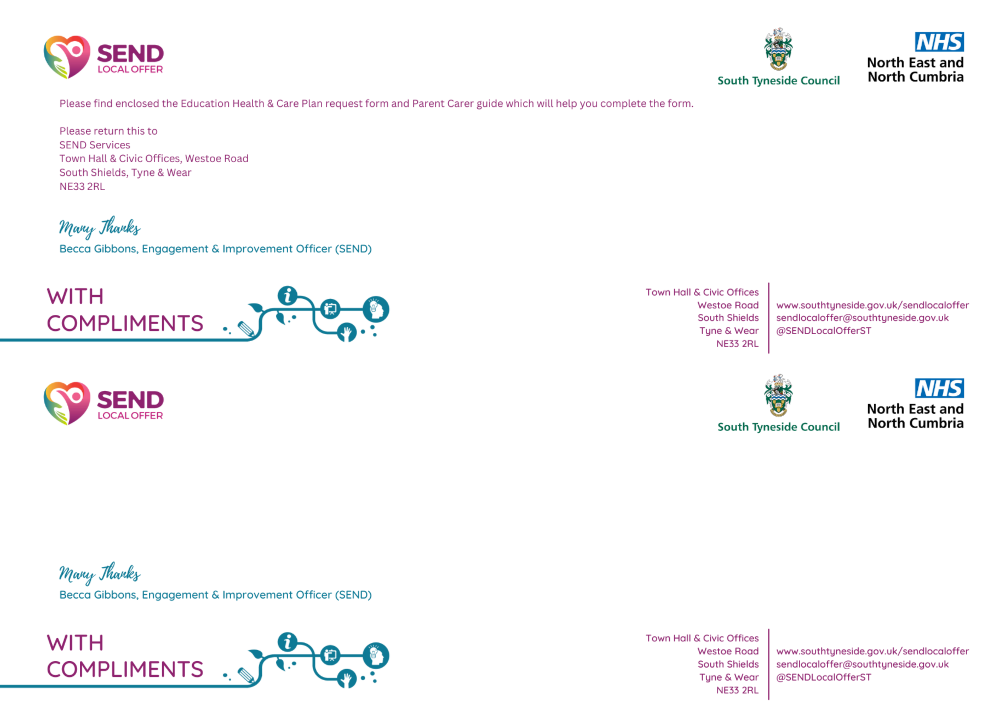 SEND
LOCAL OFFER
South Tyneside Council
NHS
North East and
North Cumbria
Please find enclosed the Education Health & Care Plan request form and Parent Carer guide which will help you complete the form.
Please return this to
SEND Services
Town Hall & Civic Offices, Westoe Road
South Shields, Tyne & Wear
NE33 2RL
Many Thanks
Becca Gibbons, Engagement & Improvement Officer (SEND)
WITH
COMPLIMENTS
Town Hall & Civic Offices
Westoe Road
South Shields
Tyne & Wear
NE33 2RL
www.southtyneside.gov.uk/sendlocaloffer
sendlocaloffer@southtyneside.gov.uk
@SENDLocalOfferST
SEND
LOCAL OFFER
South Tyneside Council
NHS
North East and
North Cumbria
Many Thanks
Becca Gibbons, Engagement & Improvement Officer (SEND)
WITH
COMPLIMENTS
Town Hall & Civic Offices
Westoe Road
South Shields
Tyne & Wear
NE33 2RL
www.southtyneside.gov.uk/sendlocaloffer
sendlocaloffer@southtyneside.gov.uk
@SENDLocalOfferST